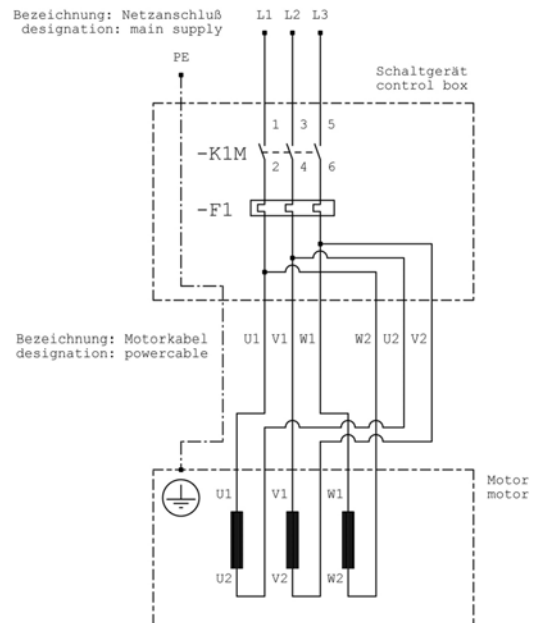 Bezeichnung: Netzanschluß
designation: main supply
L1 L2 L3
PE
Schaltgerät
control box
1 3 5
-K1M
2 4 6
-F1
Bezeichnung: Motorkabel
designation: powercable
U1 V1 W1 W2 U2 V2
Motor
motor
U1 V1 W1
U2 V2 W2